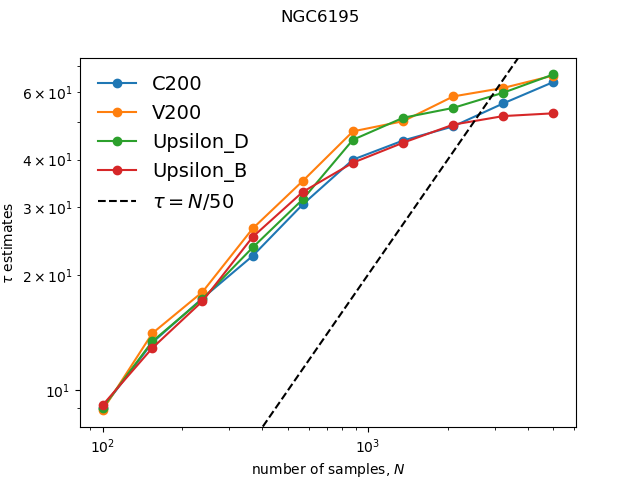 NGC6195
C200
V200
Upsilon_D
Upsilon_B
τ = N/50
τ estimates
6 × 10¹
4 × 10¹
3 × 10¹
2 × 10¹
10¹
10²
10³
number of samples, N